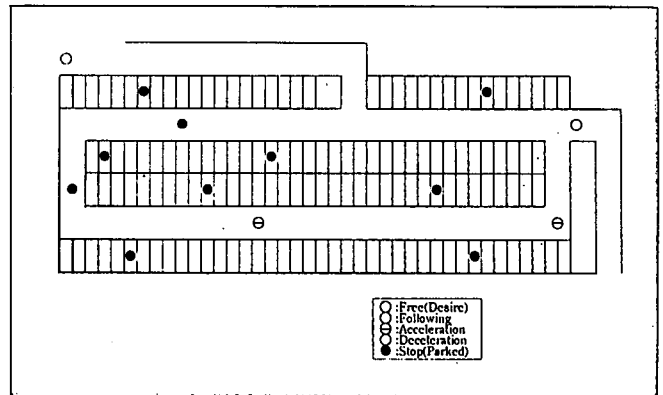 :Free(Desire)
:Following
:Acceleration
:Deceleration
:Stop(Parked)